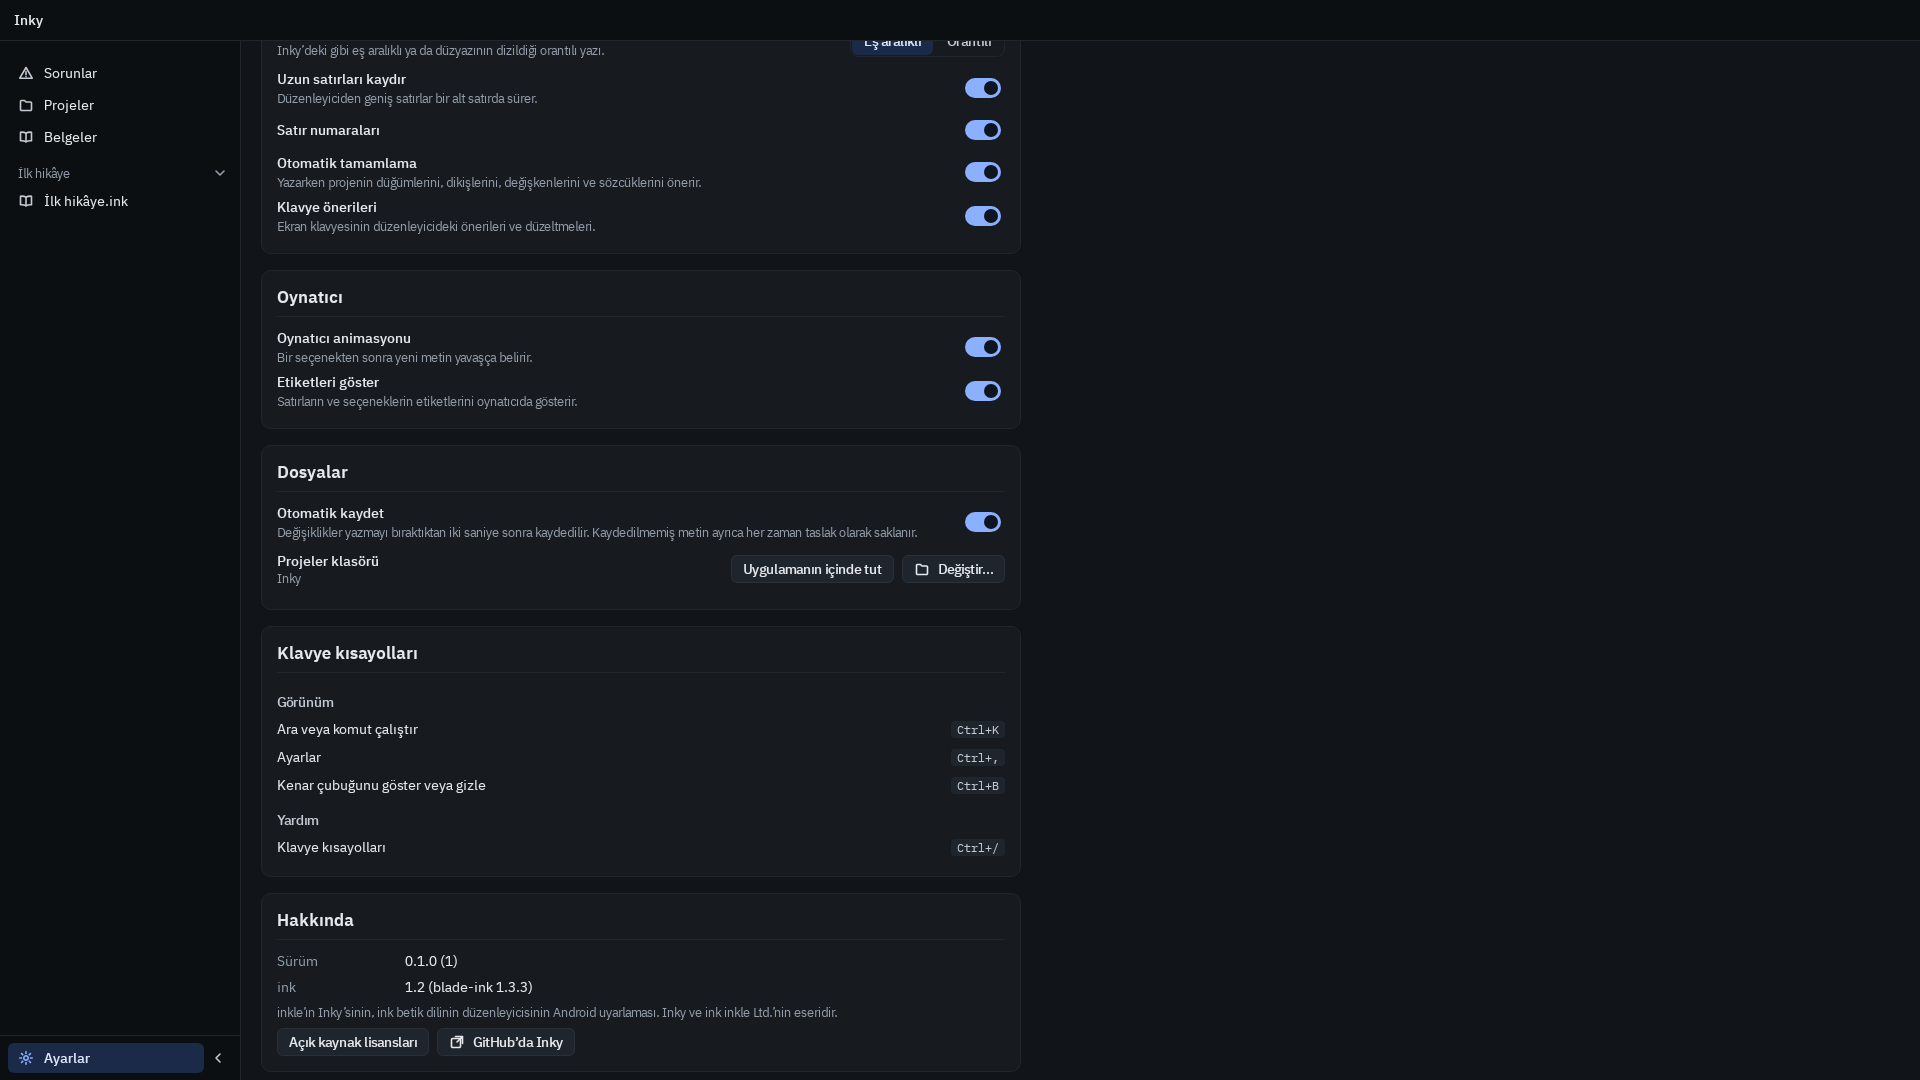 Inky
Sorunlar
Projeler
Belgeler
İlk hikâye
İlk hikâye.ink
Ayarlar
Inky'deki gibi eş aralıklı ya da düzyazının dizildiği orantılı yazı.
Eş aralıklı
Orantılı
Uzun satırları kaydır
Düzenleyiciden geniş satırlar bir alt satırda sürer.
Satır numaraları
Otomatik tamamlama
Yazarken projenin düğümlerini, dikişlerini, değişkenlerini ve sözcüklerini önerir.
Klavye önerileri
Ekran klavyesinin düzenleyicideki önerileri ve düzeltmeleri.
Oynatıcı
Oynatıcı animasyonu
Bir seçenekten sonra yeni metin yavaşça belirir.
Etiketleri göster
Satırların ve seçeneklerin etiketlerini oynatıcıda gösterir.
Dosyalar
Otomatik kaydet
Değişiklikler yazmayı bıraktıktan iki saniye sonra kaydedilir. Kaydedilmemiş metin ayrıca her zaman taslak olarak saklanır.
Projeler klasörü
Inky
Uygulamanın içinde tut
Değiştir…
Klavye kısayolları
Görünüm
Ara veya komut çalıştır
Ctrl+K
Ayarlar
Ctrl+,
Kenar çubuğunu göster veya gizle
Ctrl+B
Yardım
Klavye kısayolları
Ctrl+/
Hakkında
Sürüm
0.1.0 (1)
ink
1.2 (blade-ink 1.3.3)
inkle'in Inky'sinin, ink betik dilinin düzenleyicisinin Android uyarlaması. Inky ve ink inkle Ltd.'nin eseridir.
Açık kaynak lisansları
GitHub'da Inky